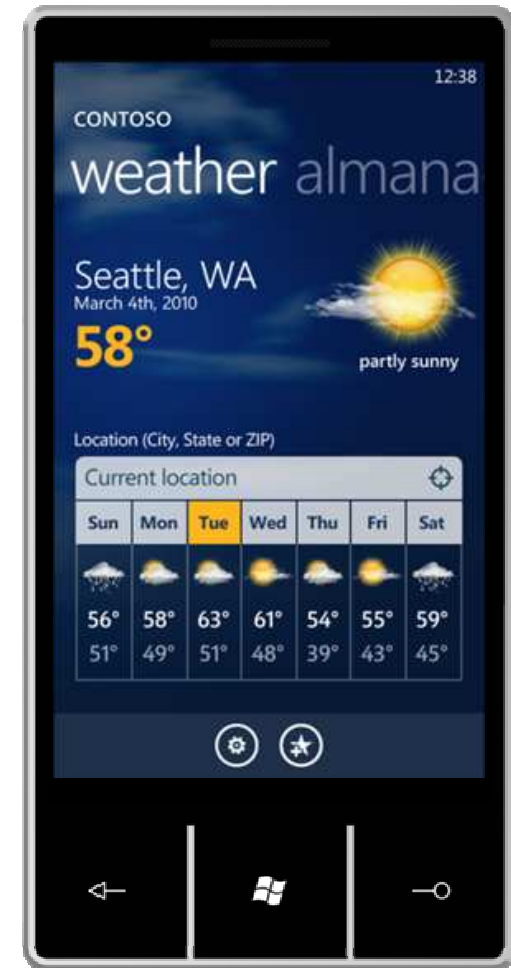 12:38
CONTOSO
weather almana
Seattle, WA
March 4th, 2010
58°
partly sunny
Location (City, State or ZIP)
Current location
Sun Mon Tue Wed Thu Fri Sat
56° 58° 63° 61° 54° 55° 59°
51° 49° 51° 48° 39° 43° 45°